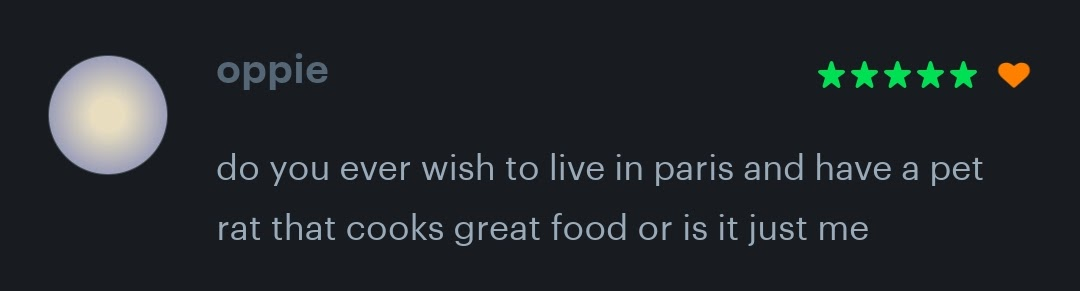 oppie
do you ever wish to live in paris and have a pet
rat that cooks great food or is it just me